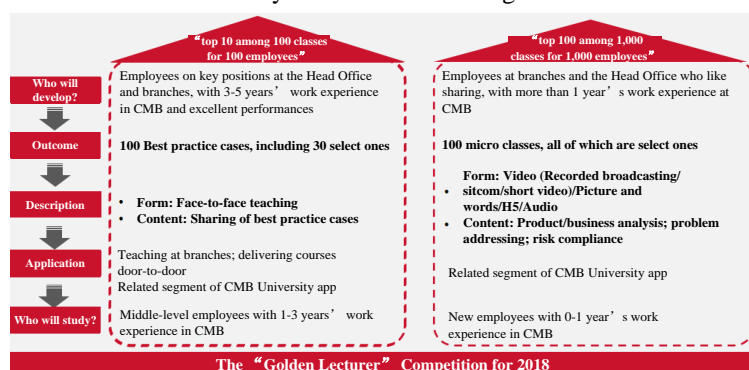 “top 10 among 100 classes
for 100 employees”
“top 100 among 1,000
classes for 1,000 employees”
Who will
develop?
Employees on key positions at the Head Office
and branches, with 3-5 years’ work experience
in CMB and excellent performances
Employees at branches and the Head Office who like
sharing, with more than 1 year’s work experience at
CMB
Outcome
100 Best practice cases, including 30 select ones
100 micro classes, all of which are select ones
Description
• Form: Face-to-face teaching
• Content: Sharing of best practice cases
• Form: Video (Recorded broadcasting/
sitcom/short video)/Picture and
words/H5/Audio
• Content: Product/business analysis; problem
addressing; risk compliance
Application
Teaching at branches; delivering courses
door-to-door
Related segment of CMB University app
Related segment of CMB University app
Who will study?
Middle-level employees with 1-3 years’ work
experience in CMB
New employees with 0-1 year’s work
experience in CMB
The “Golden Lecturer” Competition for 2018